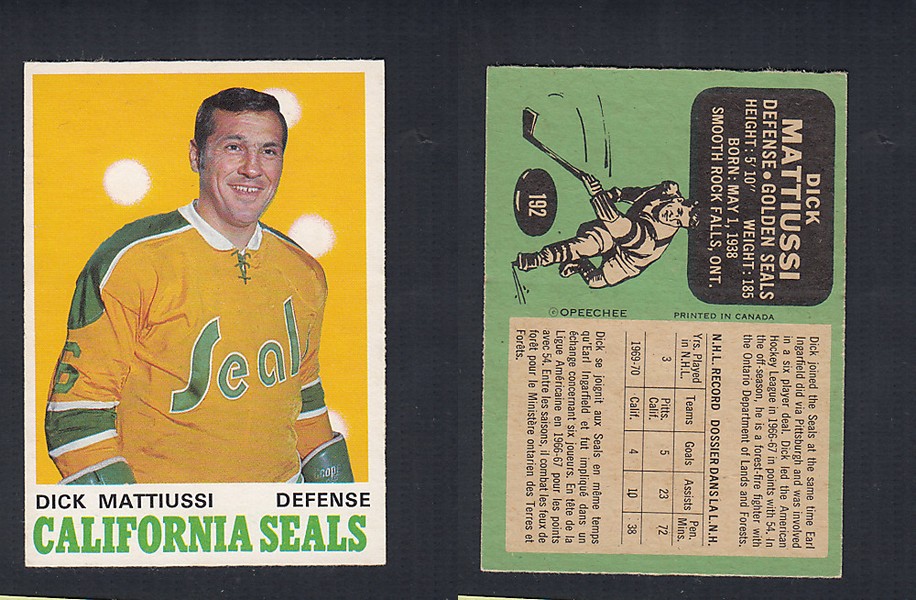 Seals
6
Cooper
DICK MATTIUSSI DEFENSE
CALIFORNIA SEALS
DICK
MATTIUSSI
DEFENSE • GOLDEN SEALS
HEIGHT: 5'10" WEIGHT: 185
BORN: MAY 1, 1938
SMOOTH ROCK FALLS, ONT.
192
© OPEECHEE PRINTED IN CANADA
Dick joined the Seals at the same time Earl
Ingarfield did via Pittsburgh and was involved
in a six player deal. Dick led the American
Hockey League in 1966-67 in points with 54. In
the off-season, he is a forest-fire fighter with
the Ontario Department of Lands and Forests.
N.H.L. RECORD DOSSIER DANS LA L.N.H.
Yrs. Played in N.H.L. Teams Goals Assists Pen. Mins.
3 Pitts. Calif. 5 23 72
1969-70 Calif. 4 10 38
Dick se joignit aux Seals en même temps
qu'Earl Ingarfield et fut impliqué dans un
échange concernant six joueurs. En tête de la
Ligue Américaine en 1966-67 pour les points
avec 54. Entre les saisons, il combat les feux de
forêt pour le Ministère ontarien des Terres et
Forêts.